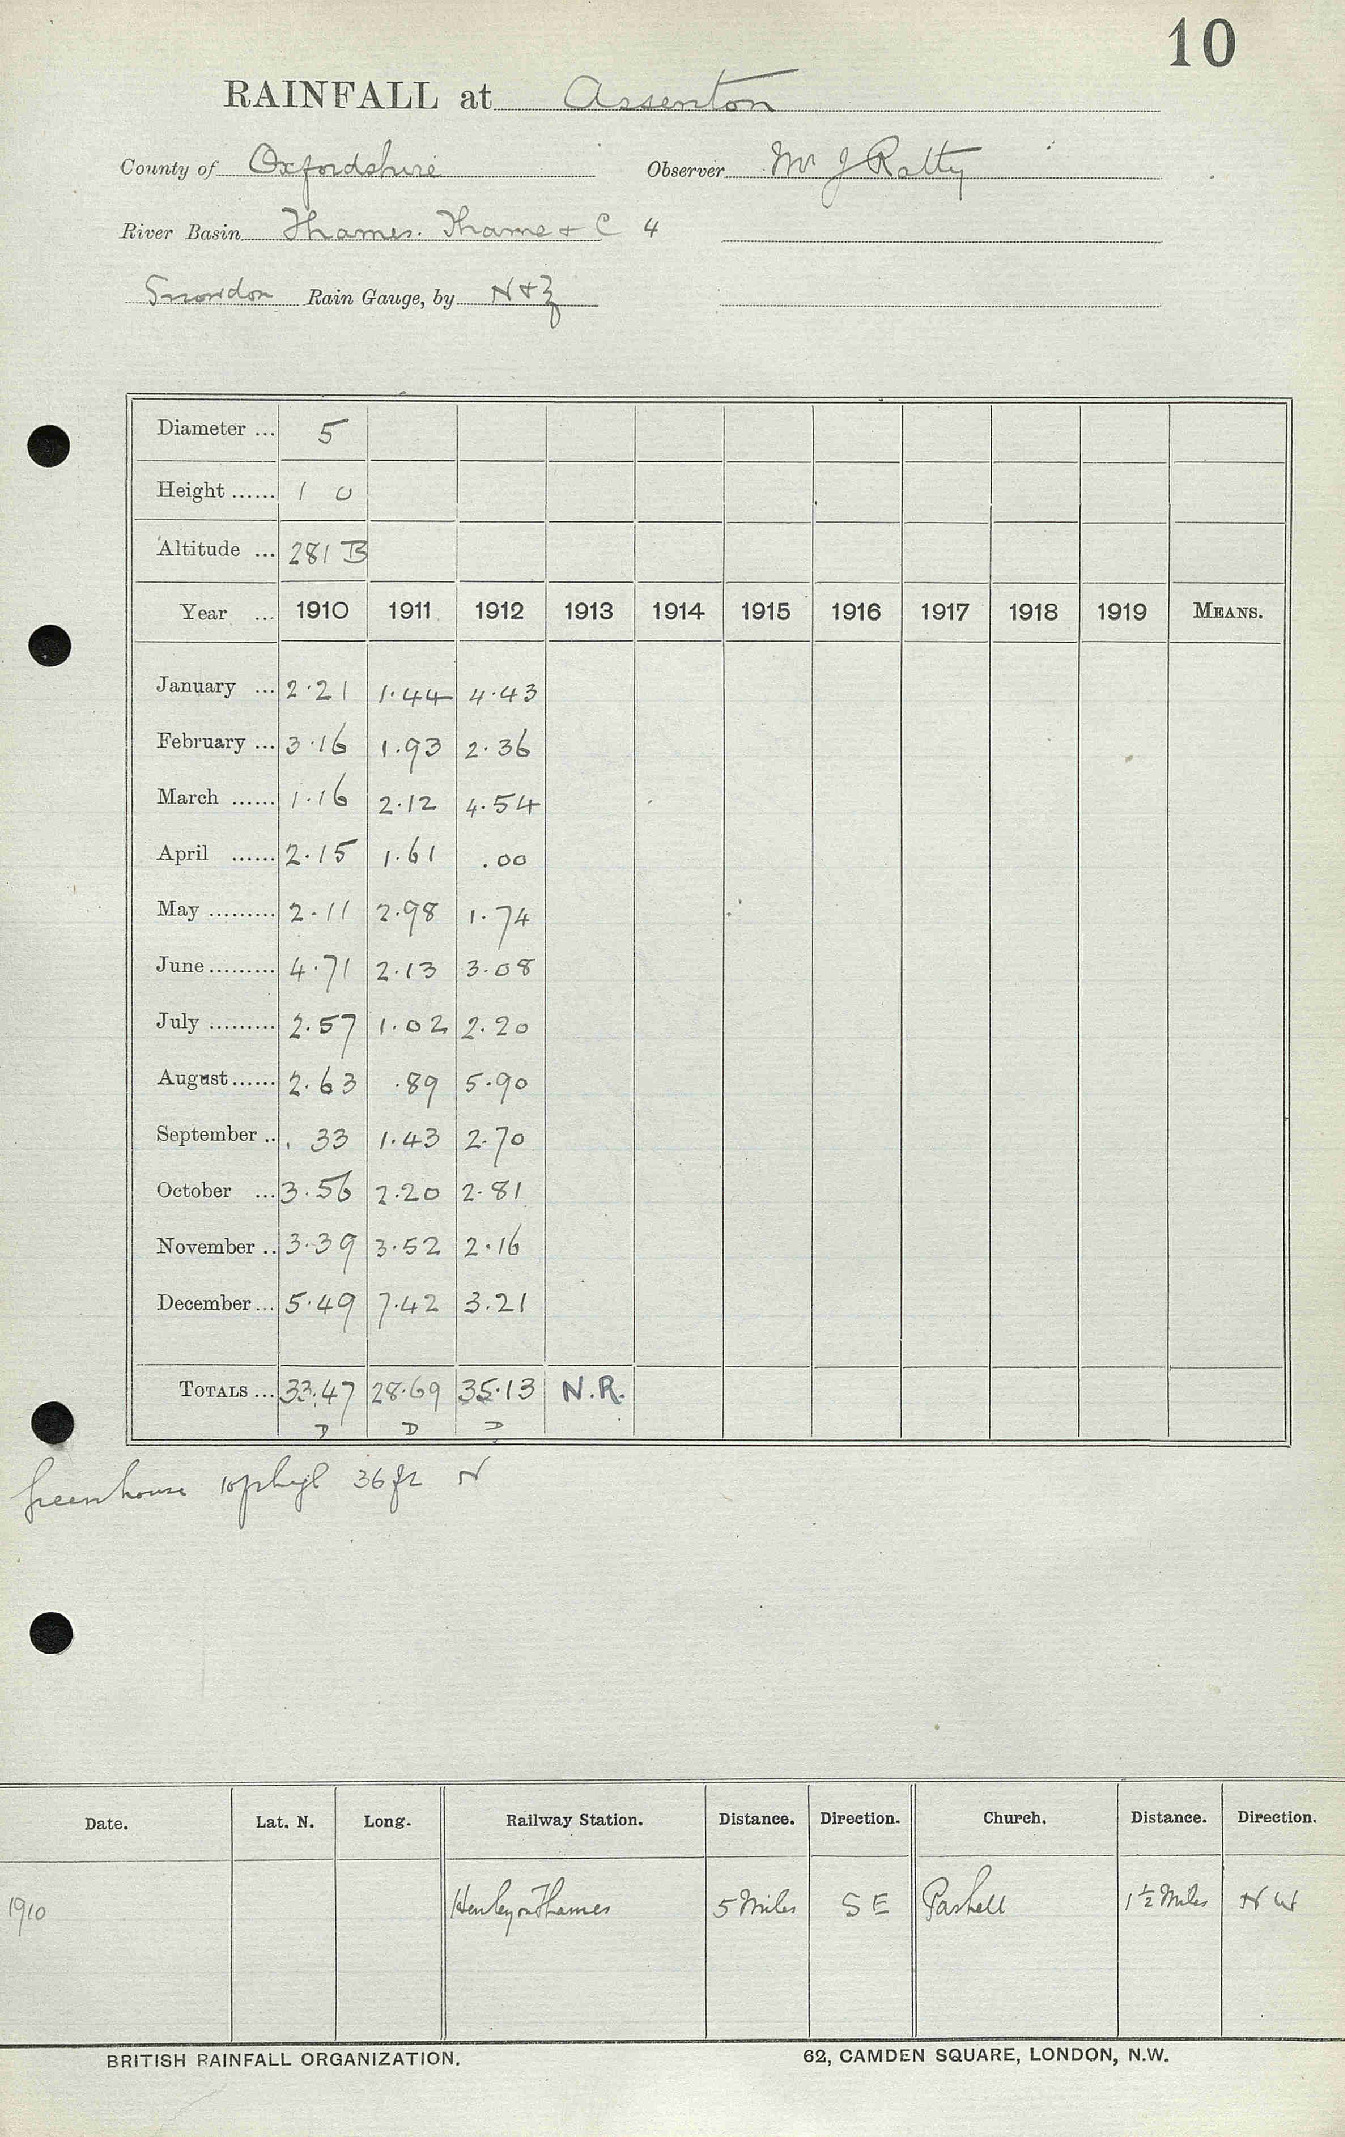 10
RAINFALL at Assenton
County of Oxfordshire Observer Mr J Ratty
River Basin Thames. Thame + C 4
Snowdon Rain Gauge, by N + Z
Diameter ... 5
Height ...... 1 0
Altitude ... 281 B
Year ... 1910 1911 1912 1913 1914 1915 1916 1917 1918 1919 MEANS.
January ... 2.21 1.44 4.43
February ... 3.16 1.93 2.36
March ...... 1.16 2.12 4.54
April ...... 2.15 1.61 .00
May ......... 2.11 2.98 1.74
June ......... 4.71 2.13 3.08
July ......... 2.57 1.02 2.20
August ...... 2.63 .89 5.90
September .. .33 1.43 2.70
October ... 3.56 2.20 2.81
November .. 3.39 3.52 2.16
December ... 5.49 7.42 3.21
TOTALS ... 33.47 28.69 35.13 N.R.
D D D
Greenhouse 36 ft N
Date. Lat. N. Long. Railway Station. Distance. Direction. Church. Distance. Direction.
1910 Henley on Thames 5 Miles S E 1½ Miles N W
BRITISH RAINFALL ORGANIZATION. 62, CAMDEN SQUARE, LONDON, N.W.